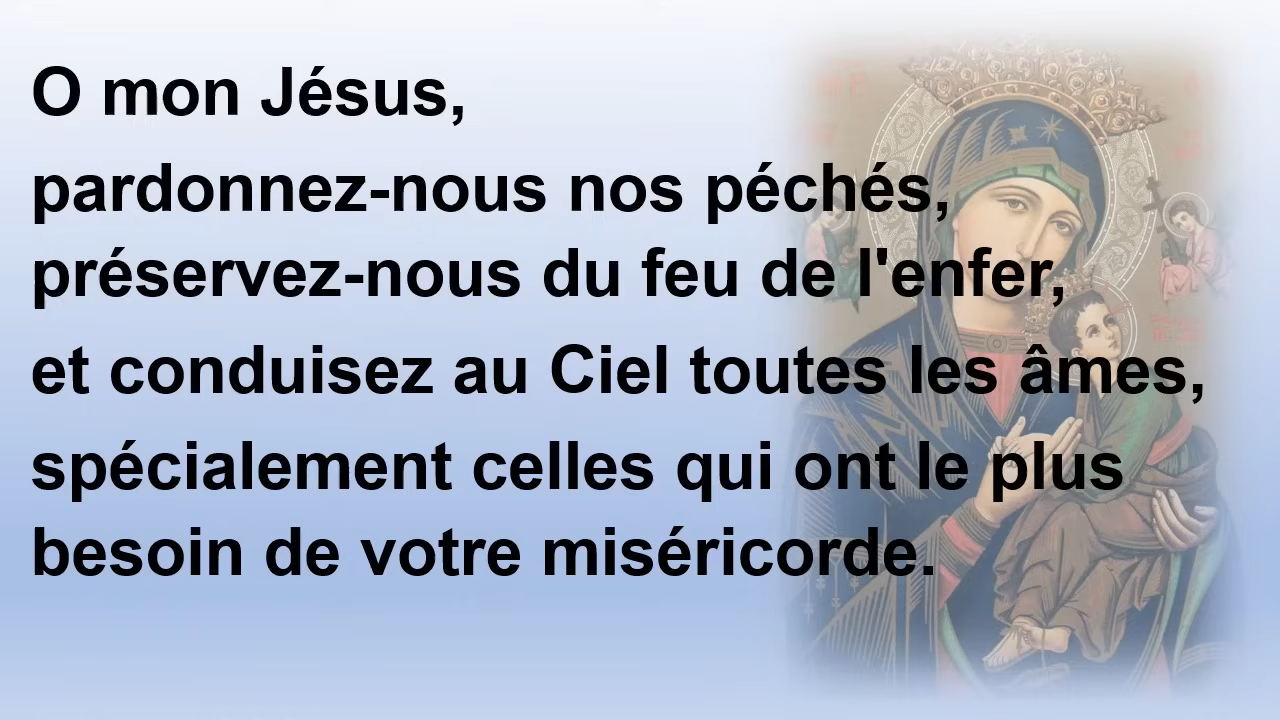 O mon Jésus,
pardonnez-nous nos péchés,
préservez-nous du feu de l'enfer,
et conduisez au Ciel toutes les âmes,
spécialement celles qui ont le plus
besoin de votre miséricorde.